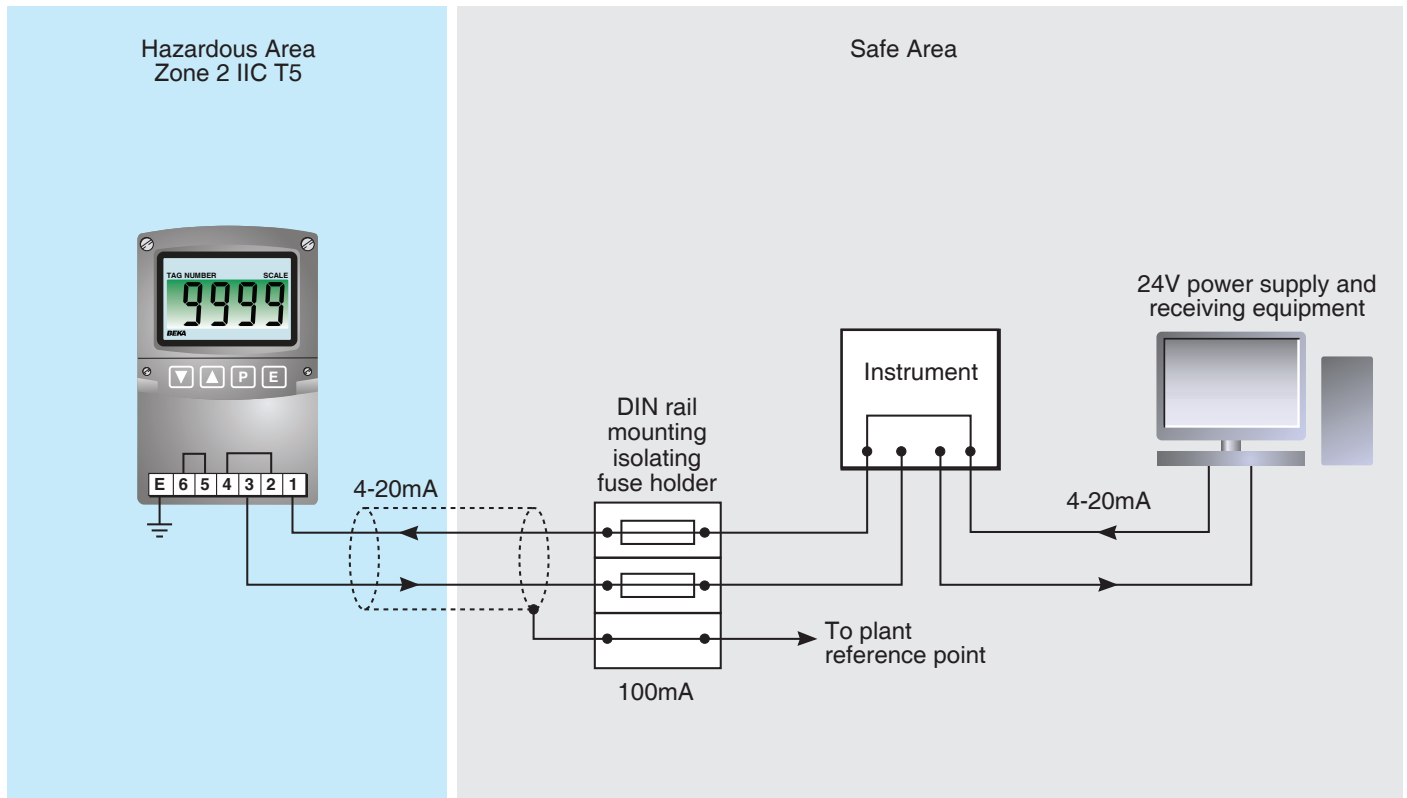 Hazardous Area
Zone 2 IIC T5
Safe Area
TAG NUMBER SCALE
9999
BEKA
P E
E 6 5 4 3 2 1
4-20mA
DIN rail
mounting
isolating
fuse holder
100mA
Instrument
24V power supply and
receiving equipment
4-20mA
To plant
reference point